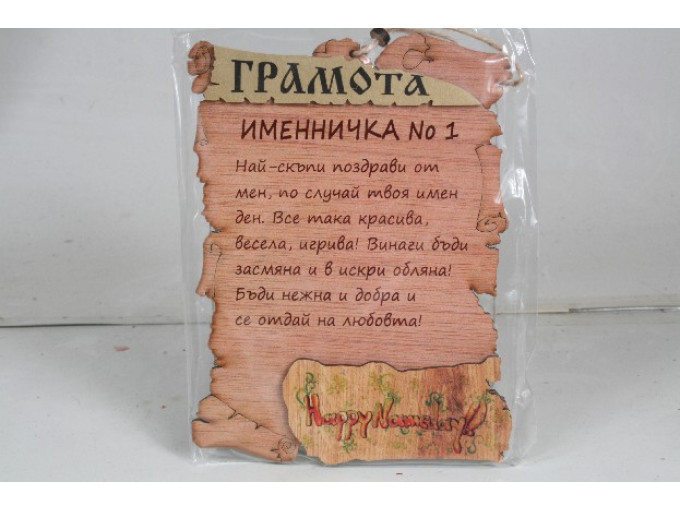 ГРАМОТА
ИМЕННИЧКА No 1
Най-скъпи поздрави от
мен, по случай твоя имен
ден. Все така красива,
весела, игрива! Винаги бъди
засмяна и в искри обляна!
Бъди нежна и добра и
се отдай на любовта!
Happy Nameday!